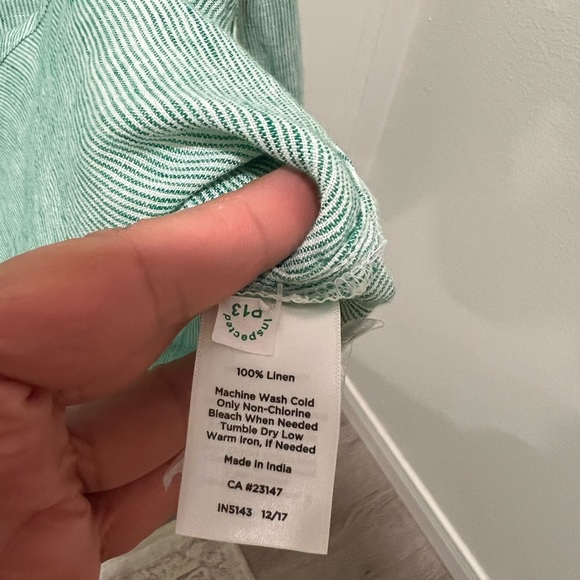 Inspected
D13
100% Linen
Machine Wash Cold
Only Non-Chlorine
Bleach When Needed
Tumble Dry Low
Warm Iron, If Needed
Made In India
CA #23147
IN5143 12/17